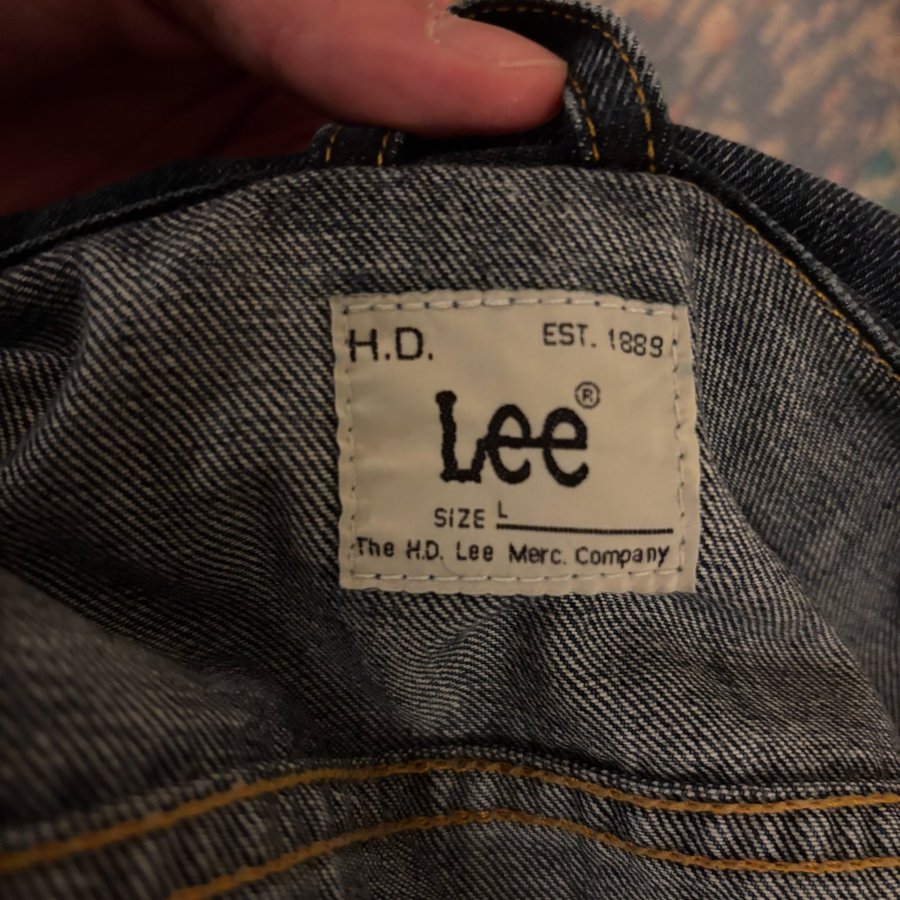 H.D. EST. 1889
Lee®
SIZE L
The H.D. Lee Merc. Company